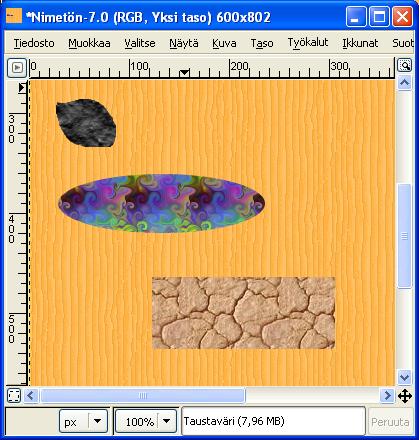 *Nimetön-7.0 (RGB, Yksi taso) 600x802
Tiedosto Muokkaa Valitse Näytä Kuva Taso Työkalut Ikkunat Suot
0 100 200 300
300
400
500
px 100% Taustaväri (7,96 MB) Peruuta